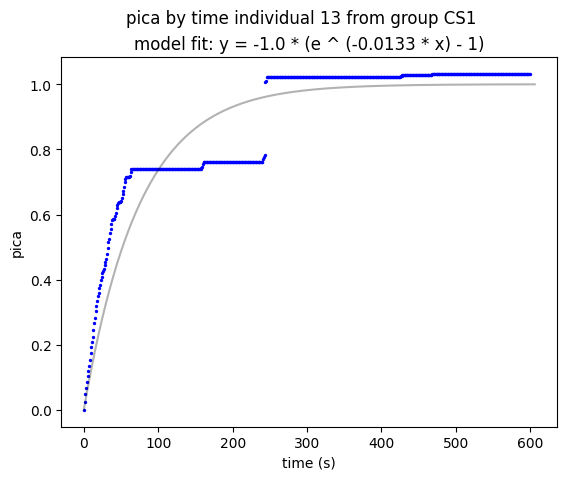 pica by time individual 13 from group CS1
model fit: y = -1.0 * (e ^ (-0.0133 * x) - 1)
1.0
0.8
0.6
0.4
0.2
0.0
pica
0 100 200 300 400 500 600
time (s)